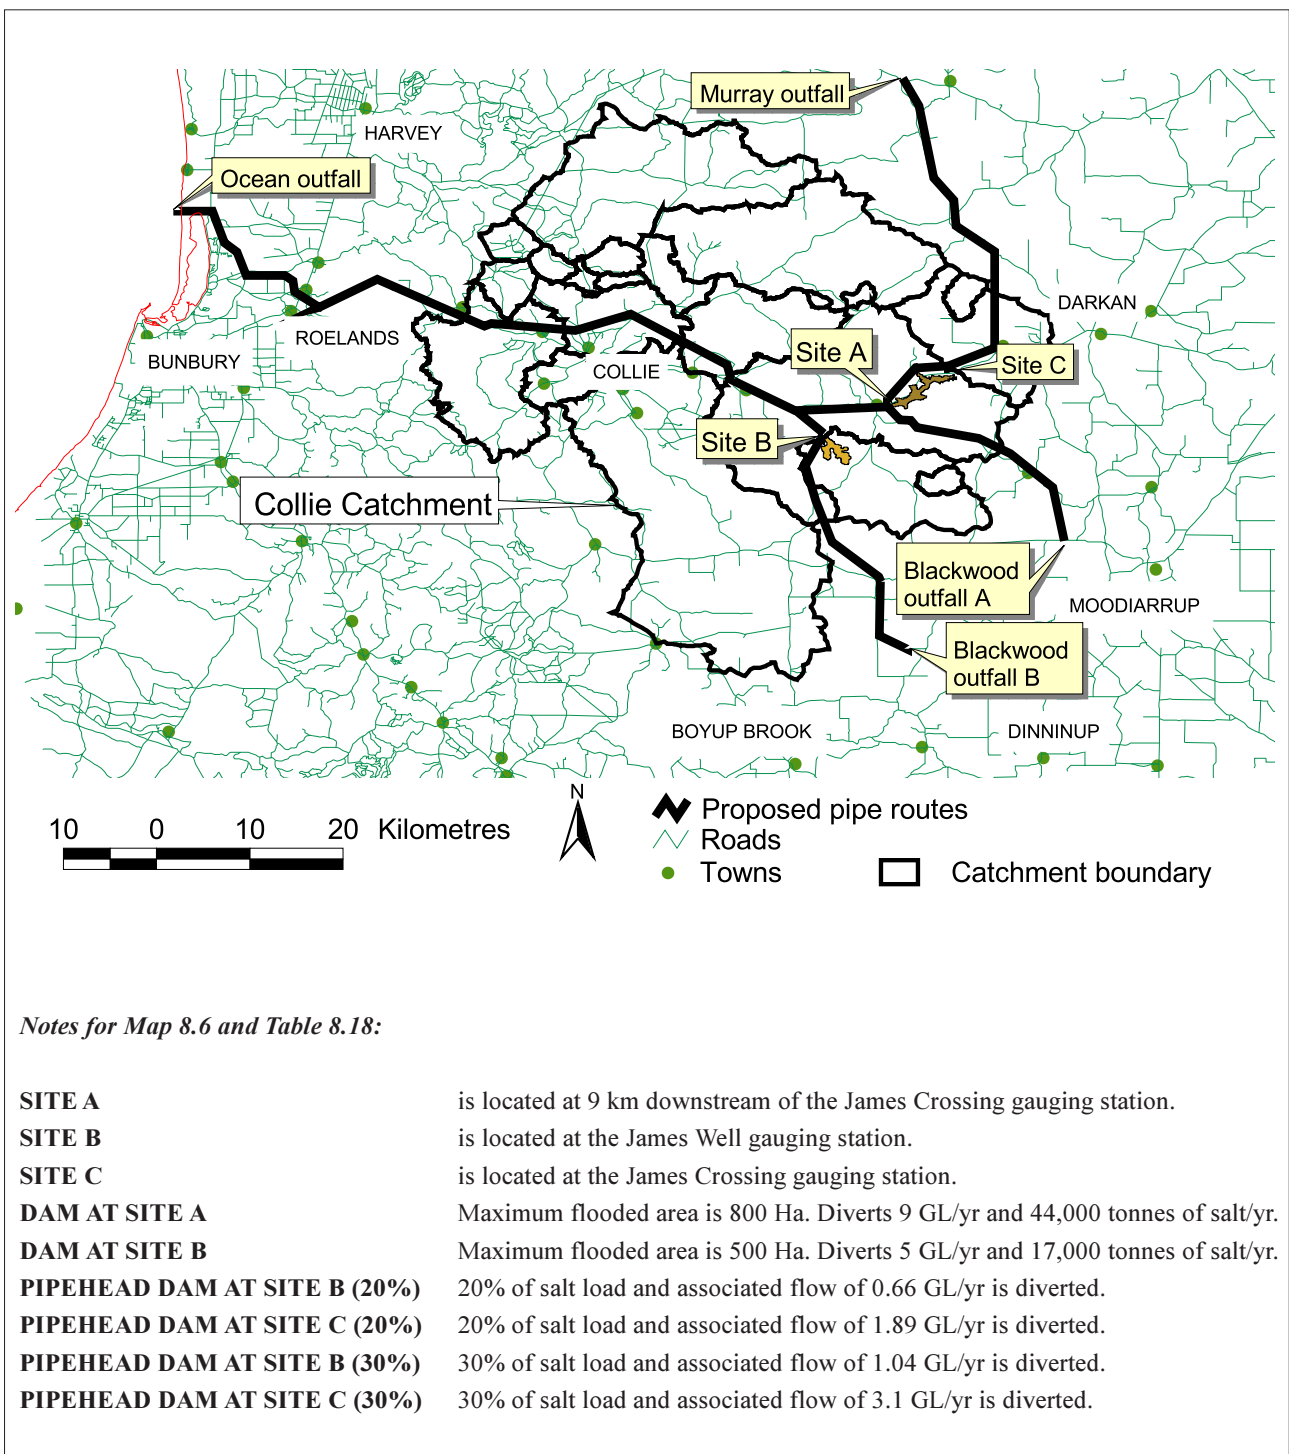 Murray outfall
HARVEY
Ocean outfall
DARKAN
ROELANDS
Site A
BUNBURY
Site C
COLLIE
Site B
Collie Catchment
Blackwood
outfall A
MOODIARRUP
Blackwood
outfall B
BOYUP BROOK
DINNINUP
N
10 0 10 20 Kilometres
Proposed pipe routes
Roads
Towns
Catchment boundary
Notes for Map 8.6 and Table 8.18:
SITE A is located at 9 km downstream of the James Crossing gauging station.
SITE B is located at the James Well gauging station.
SITE C is located at the James Crossing gauging station.
DAM AT SITE A Maximum flooded area is 800 Ha. Diverts 9 GL/yr and 44,000 tonnes of salt/yr.
DAM AT SITE B Maximum flooded area is 500 Ha. Diverts 5 GL/yr and 17,000 tonnes of salt/yr.
PIPEHEAD DAM AT SITE B (20%) 20% of salt load and associated flow of 0.66 GL/yr is diverted.
PIPEHEAD DAM AT SITE C (20%) 20% of salt load and associated flow of 1.89 GL/yr is diverted.
PIPEHEAD DAM AT SITE B (30%) 30% of salt load and associated flow of 1.04 GL/yr is diverted.
PIPEHEAD DAM AT SITE C (30%) 30% of salt load and associated flow of 3.1 GL/yr is diverted.